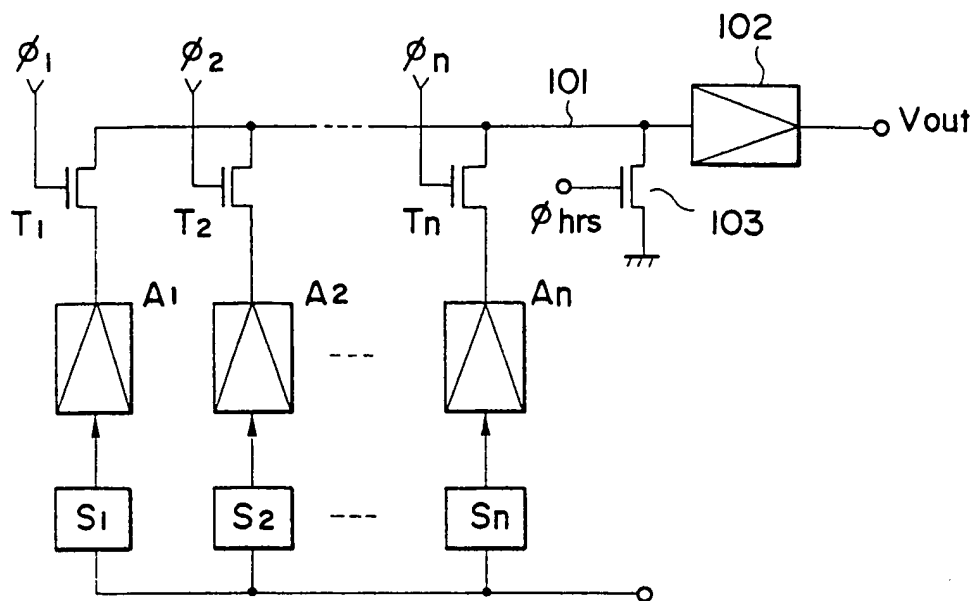 102
ϕ1 ϕ2 ϕn 101
Vout
T1 T2 Tn ϕhrs 103
A1 A2 An
S1 S2 Sn